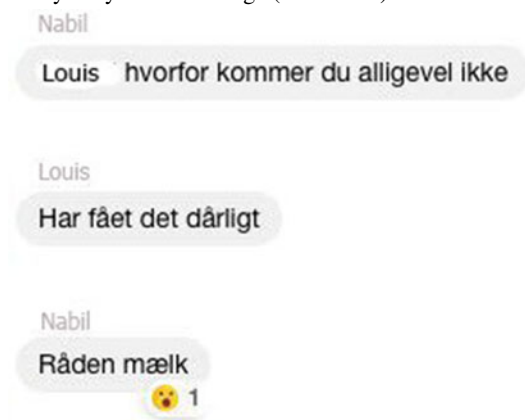 Nabil
Louis hvorfor kommer du alligevel ikke
Louis
Har fået det dårligt
Nabil
Råden mælk
😮 1